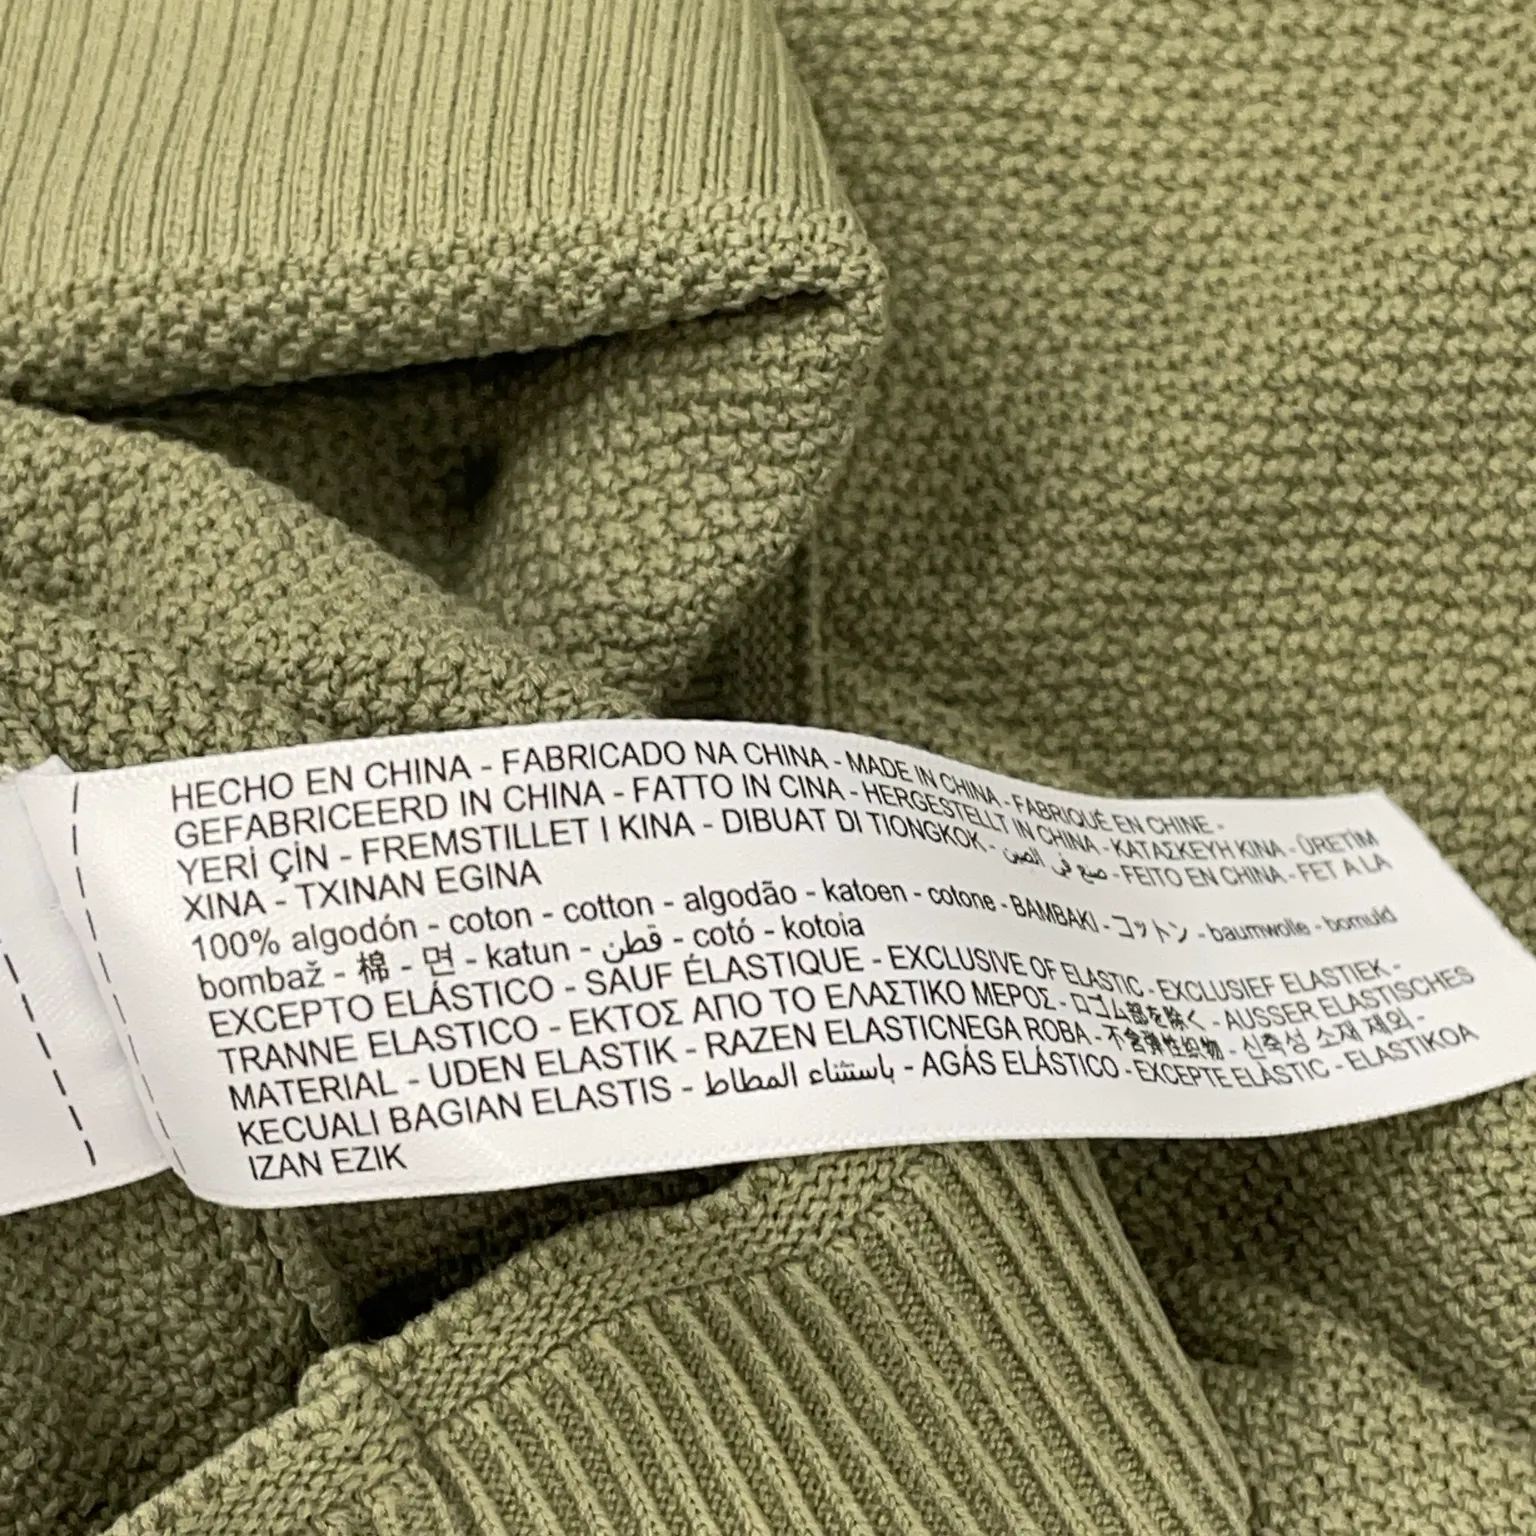 HECHO EN CHINA - FABRICADO NA CHINA - MADE IN CHINA - FABRIQUÉ EN CHINE -
GEFABRICEERD IN CHINA - FATTO IN CINA - HERGESTELLT IN CHINA - ΚΑΤΑΣΚΕΥΗ ΚΙΝΑ - ÜRETİM
YERİ ÇİN - FREMSTILLET I KINA - DIBUAT DI TIONGKOK - صنع في الصين - FEITO EN CHINA - FET A LA
XINA - TXINAN EGINA
100% algodón - coton - cotton - algodão - katoen - cotone - BAMBAKI - コットン - baumwolle - bomuld
bombaž - 棉 - 면 - katun - قطن - cotó - kotoia
EXCEPTO ELÁSTICO - SAUF ÉLASTIQUE - EXCLUSIVE OF ELASTIC - EXCLUSIEF ELASTIEK -
TRANNE ELASTICO - ΕΚΤΟΣ ΑΠΟ ΤΟ ΕΛΑΣΤΙΚΟ ΜΕΡΟΣ - ロゴム部を除く - AUSSER ELASTISCHES
MATERIAL - UDEN ELASTIK - RAZEN ELASTICNEGA ROBA - 不含弹性织物 - 신축성 소재 제외 -
KECUALI BAGIAN ELASTIS - باستثناء المطاط - AGÁS ELÁSTICO - EXCEPTE ELÀSTIC - ELASTIKOA
IZAN EZIK